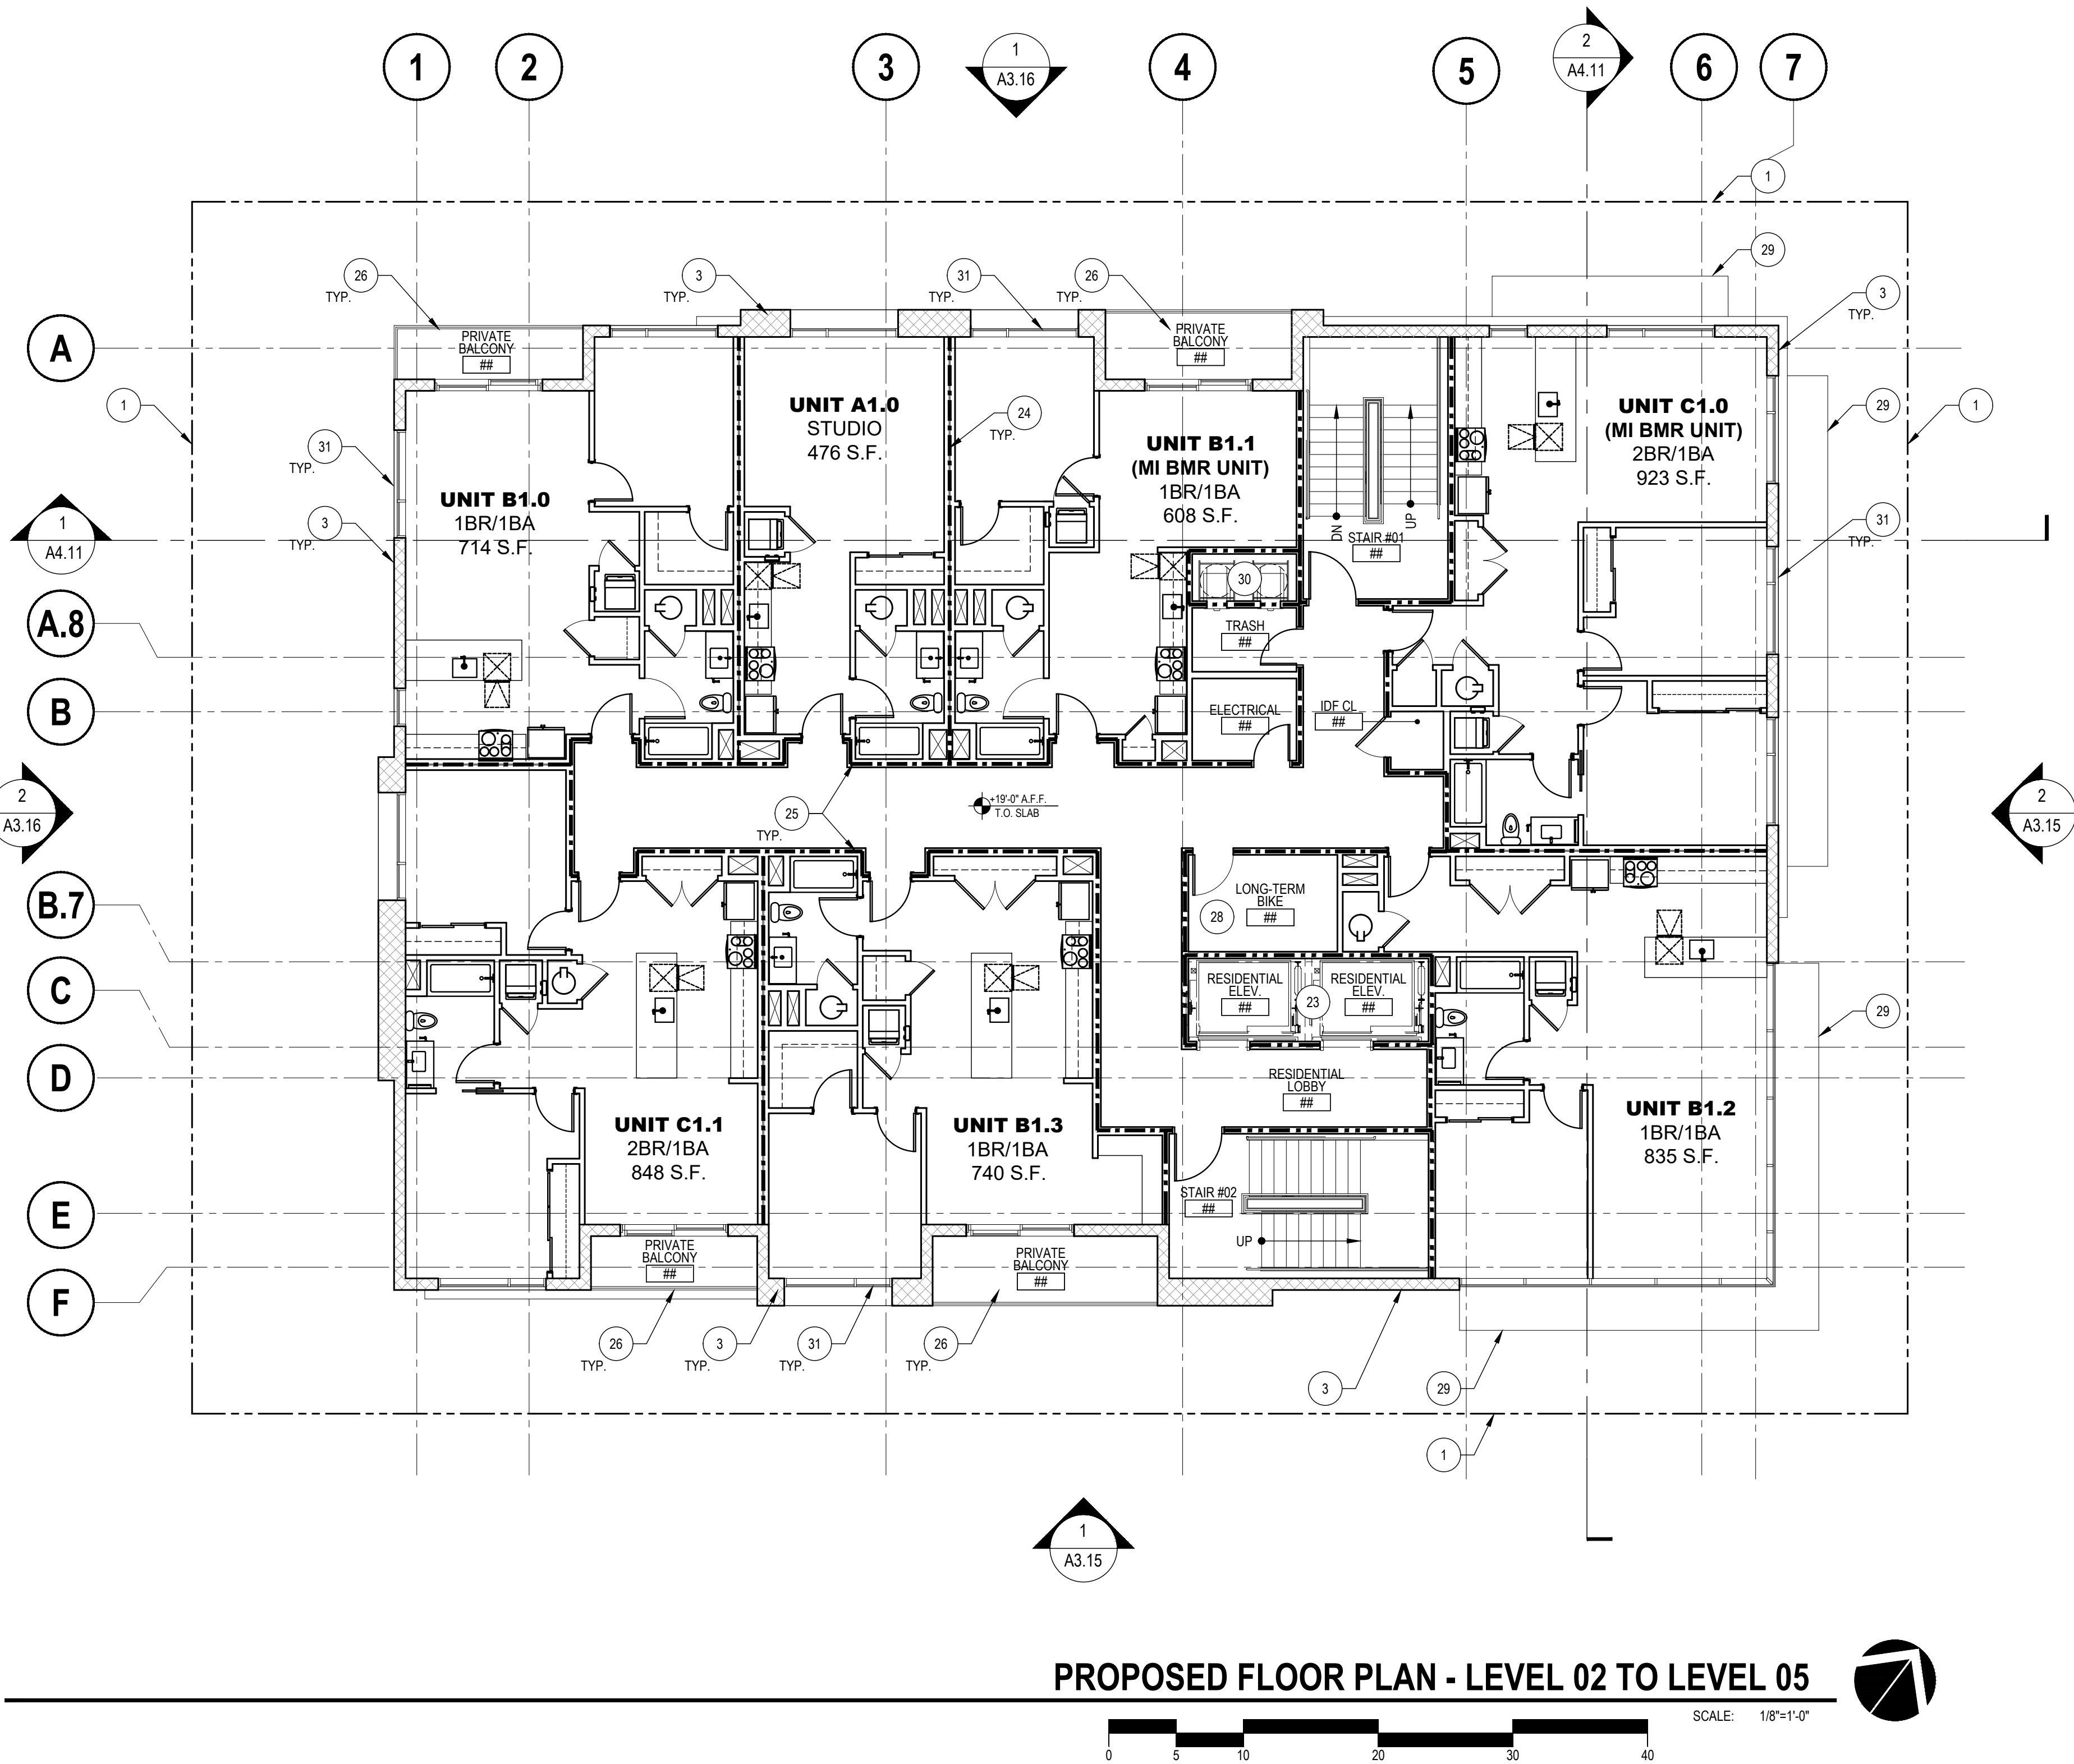 1
2
3
1
A3.16
4
5
2
A4.11
6
7
1
29
26
TYP.
3
TYP.
31
TYP.
26
TYP.
3
TYP.
A
PRIVATE
BALCONY
##
PRIVATE
BALCONY
##
1
31
TYP.
UNIT A1.0
STUDIO
476 S.F.
24
TYP.
UNIT B1.1
(MI BMR UNIT)
1BR/1BA
608 S.F.
UNIT C1.0
(MI BMR UNIT)
2BR/1BA
923 S.F.
29
1
UNIT B1.0
1BR/1BA
714 S.F.
3
TYP.
1
A4.11
DN
UP
STAIR #01
##
31
TYP.
30
A.8
TRASH
##
B
ELECTRICAL
##
IDF CL
##
2
A3.16
25
TYP.
+19'-0" A.F.F.
T.O. SLAB
2
A3.15
B.7
LONG-TERM
BIKE
##
28
C
RESIDENTIAL
ELEV.
##
23
RESIDENTIAL
ELEV.
##
29
D
RESIDENTIAL
LOBBY
##
UNIT C1.1
2BR/1BA
848 S.F.
UNIT B1.3
1BR/1BA
740 S.F.
UNIT B1.2
1BR/1BA
835 S.F.
E
STAIR #02
##
UP
PRIVATE
BALCONY
##
PRIVATE
BALCONY
##
F
26
TYP.
3
TYP.
31
TYP.
26
TYP.
3
29
1
1
A3.15
PROPOSED FLOOR PLAN - LEVEL 02 TO LEVEL 05
SCALE: 1/8"=1'-0"
0 5 10 20 30 40